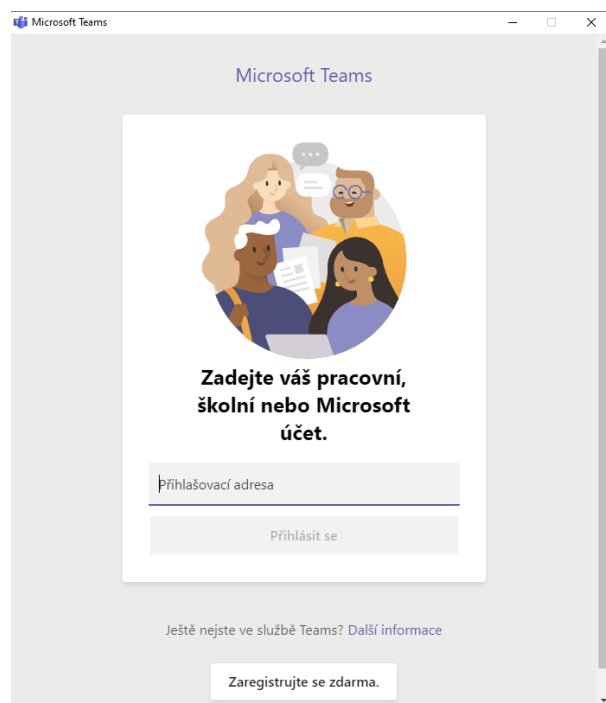 Microsoft Teams
Microsoft Teams
Zadejte váš pracovní,
školní nebo Microsoft
účet.
Přihlašovací adresa
Přihlásit se
Ještě nejste ve službě Teams? Další informace
Zaregistrujte se zdarma.